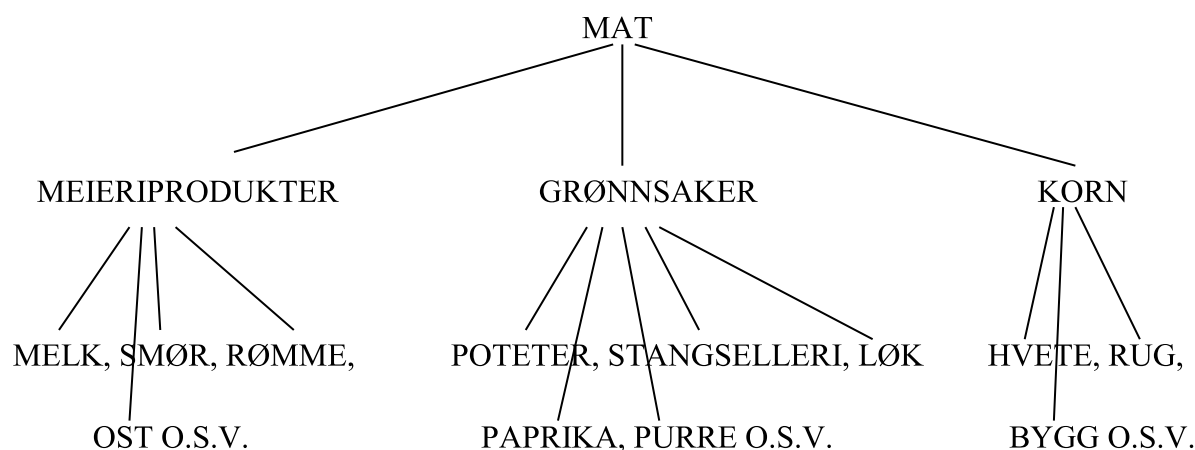 MAT
MEIERIPRODUKTER GRØNNSAKER KORN
MELK, SMØR, RØMME, POTETER, STANGSELLERI, LØK HVETE, RUG,
OST O.S.V. PAPRIKA, PURRE O.S.V. BYGG O.S.V.